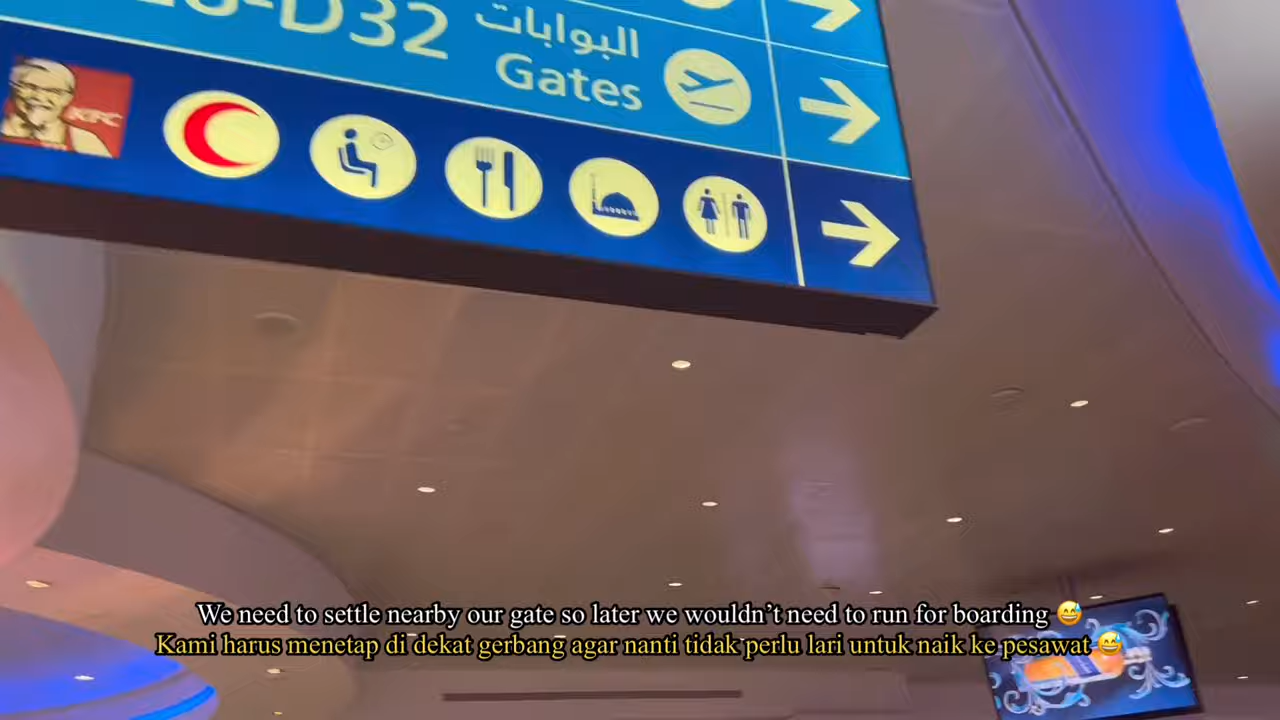 D32
البوابات
Gates
KFC
We need to settle nearby our gate so later we wouldn’t need to run for boarding 😅
Kami harus menetap di dekat gerbang agar nanti tidak perlu lari untuk naik ke pesawat 😅